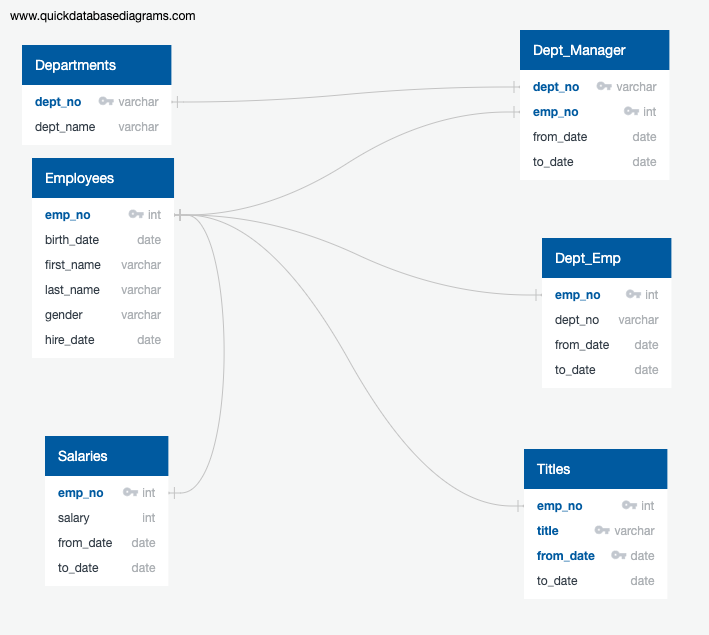 www.quickdatabasediagrams.com
Departments
dept_no varchar
dept_name varchar
Employees
emp_no int
birth_date date
first_name varchar
last_name varchar
gender varchar
hire_date date
Salaries
emp_no int
salary int
from_date date
to_date date
Dept_Manager
dept_no varchar
emp_no int
from_date date
to_date date
Dept_Emp
emp_no int
dept_no varchar
from_date date
to_date date
Titles
emp_no int
title varchar
from_date date
to_date date